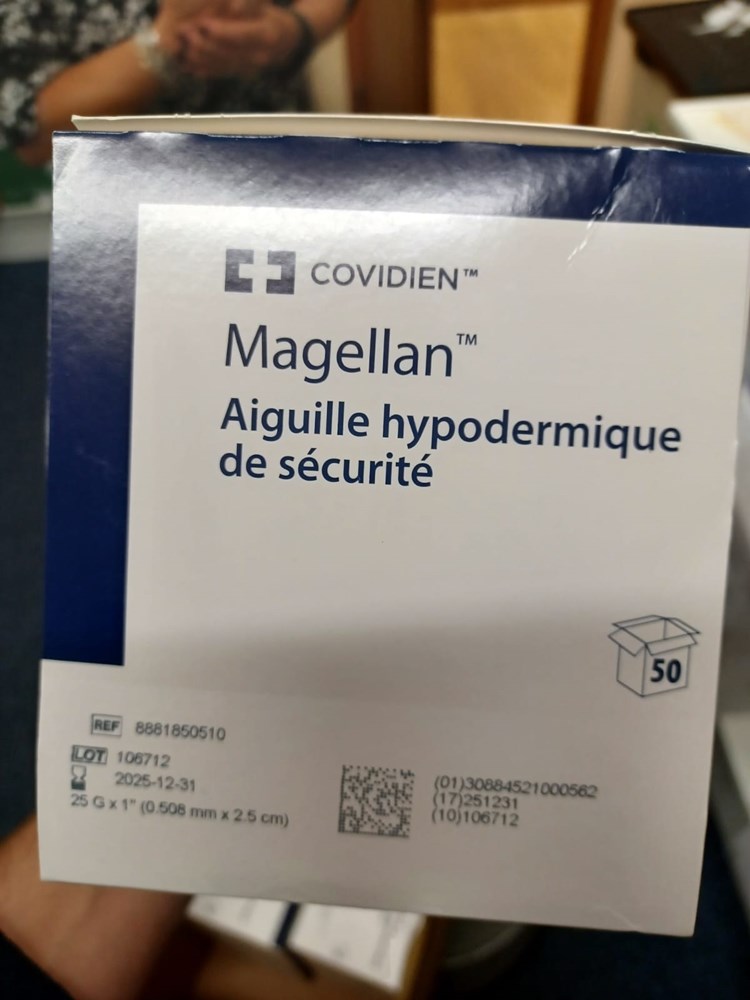 COVIDIEN™
Magellan™
Aiguille hypodermique
de sécurité
50
REF 8881850510
LOT 106712
2025-12-31
25 G x 1" (0.508 mm x 2.5 cm)
(01)30884521000562
(17)251231
(10)106712